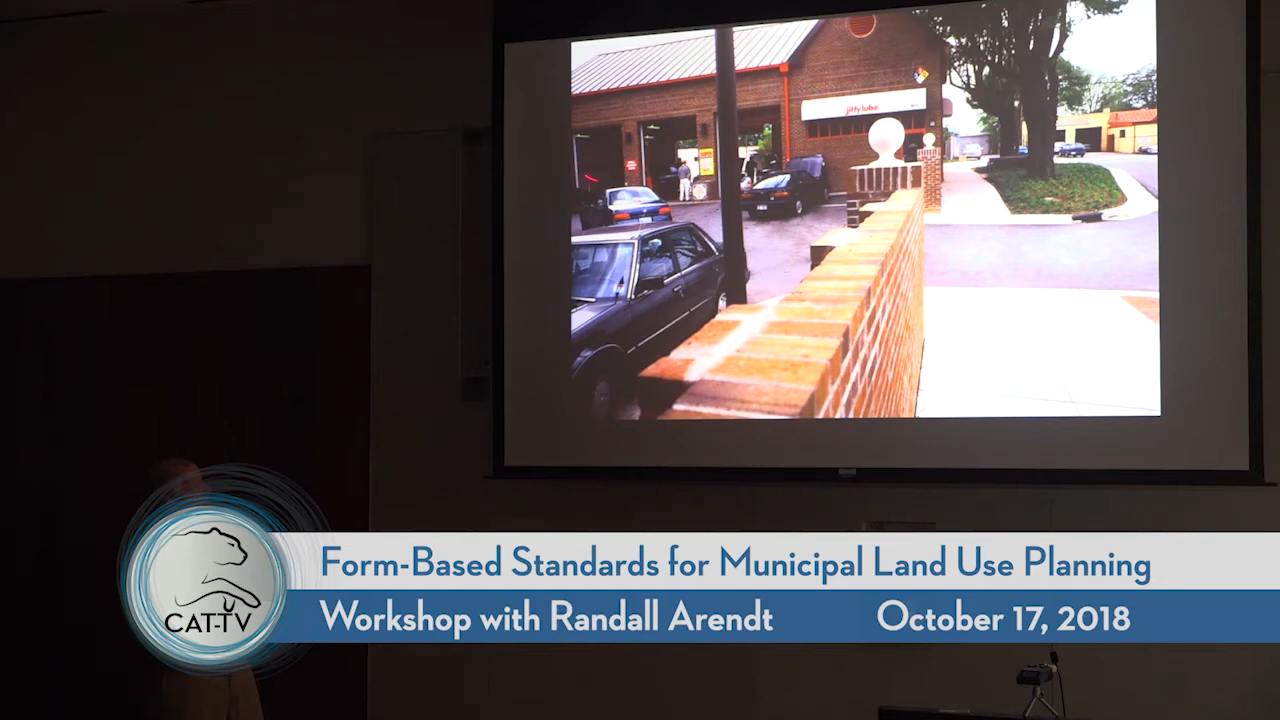 jiffy lube
Form-Based Standards for Municipal Land Use Planning
Workshop with Randall Arendt October 17, 2018
CAT-TV